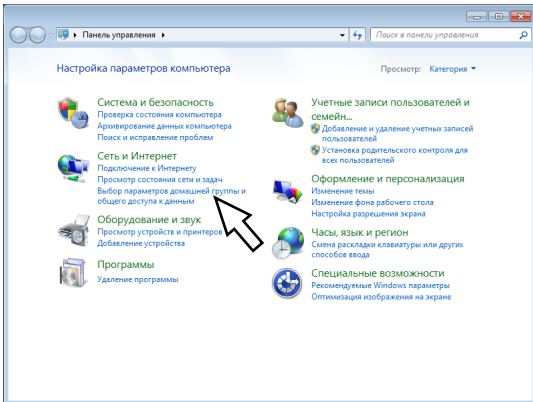 Панель управления
Поиск в панели управления
Настройка параметров компьютера
Просмотр: Категория
Система и безопасность
Проверка состояния компьютера
Архивирование данных компьютера
Поиск и исправление проблем
Сеть и Интернет
Подключение к Интернету
Просмотр состояния сети и задач
Выбор параметров домашней группы и
общего доступа к данным
Оборудование и звук
Просмотр устройств и принтеров
Добавление устройства
Программы
Удаление программы
Учетные записи пользователей и
семейн...
Добавление и удаление учетных записей
пользователей
Установка родительского контроля для
всех пользователей
Оформление и персонализация
Изменение темы
Изменение фона рабочего стола
Настройка разрешения экрана
Часы, язык и регион
Смена раскладки клавиатуры или других
способов ввода
Специальные возможности
Рекомендуемые Windows параметры
Оптимизация изображения на экране